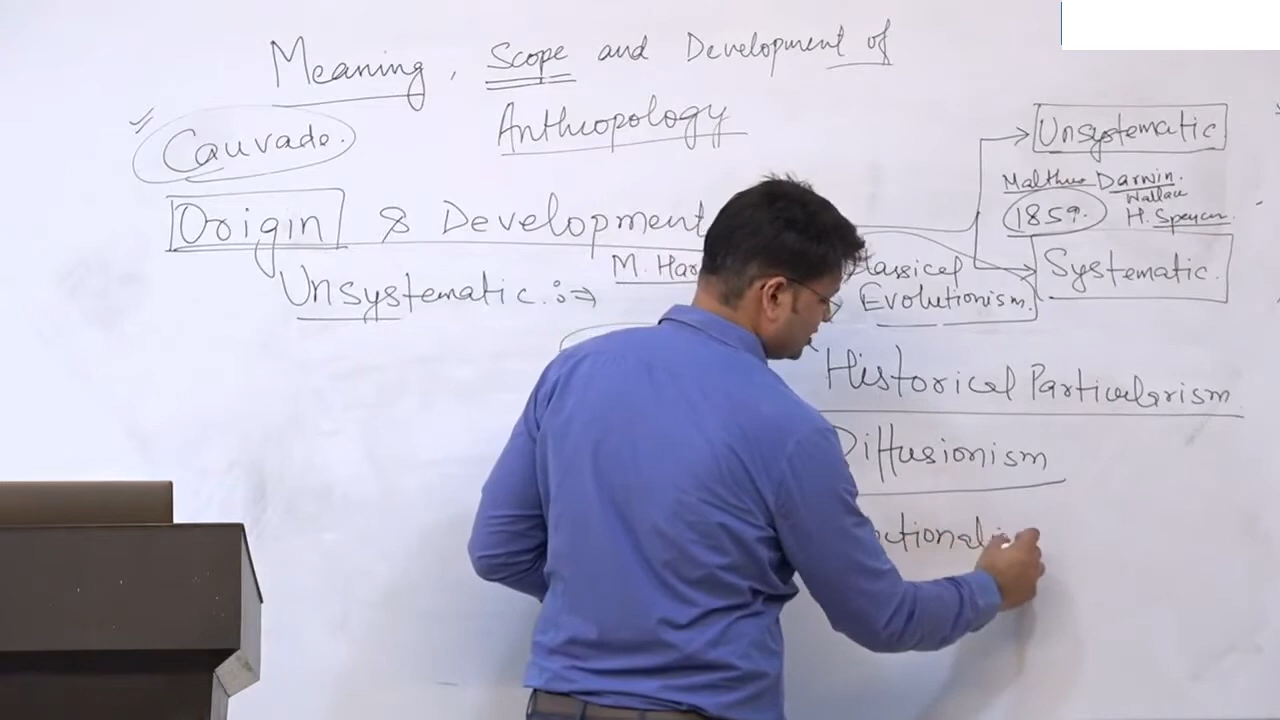 Meaning, Scope and Development of
Anthropology
Cauvade.
Unsystematic
Malthus Darwin.
Wallace
1859. H. Spencer.
Origin & Development
Systematic.
Unsystematic :⇒
M. Har
Classical
Evolutionism.
Historical Particularism
Diffusionism
ctionali